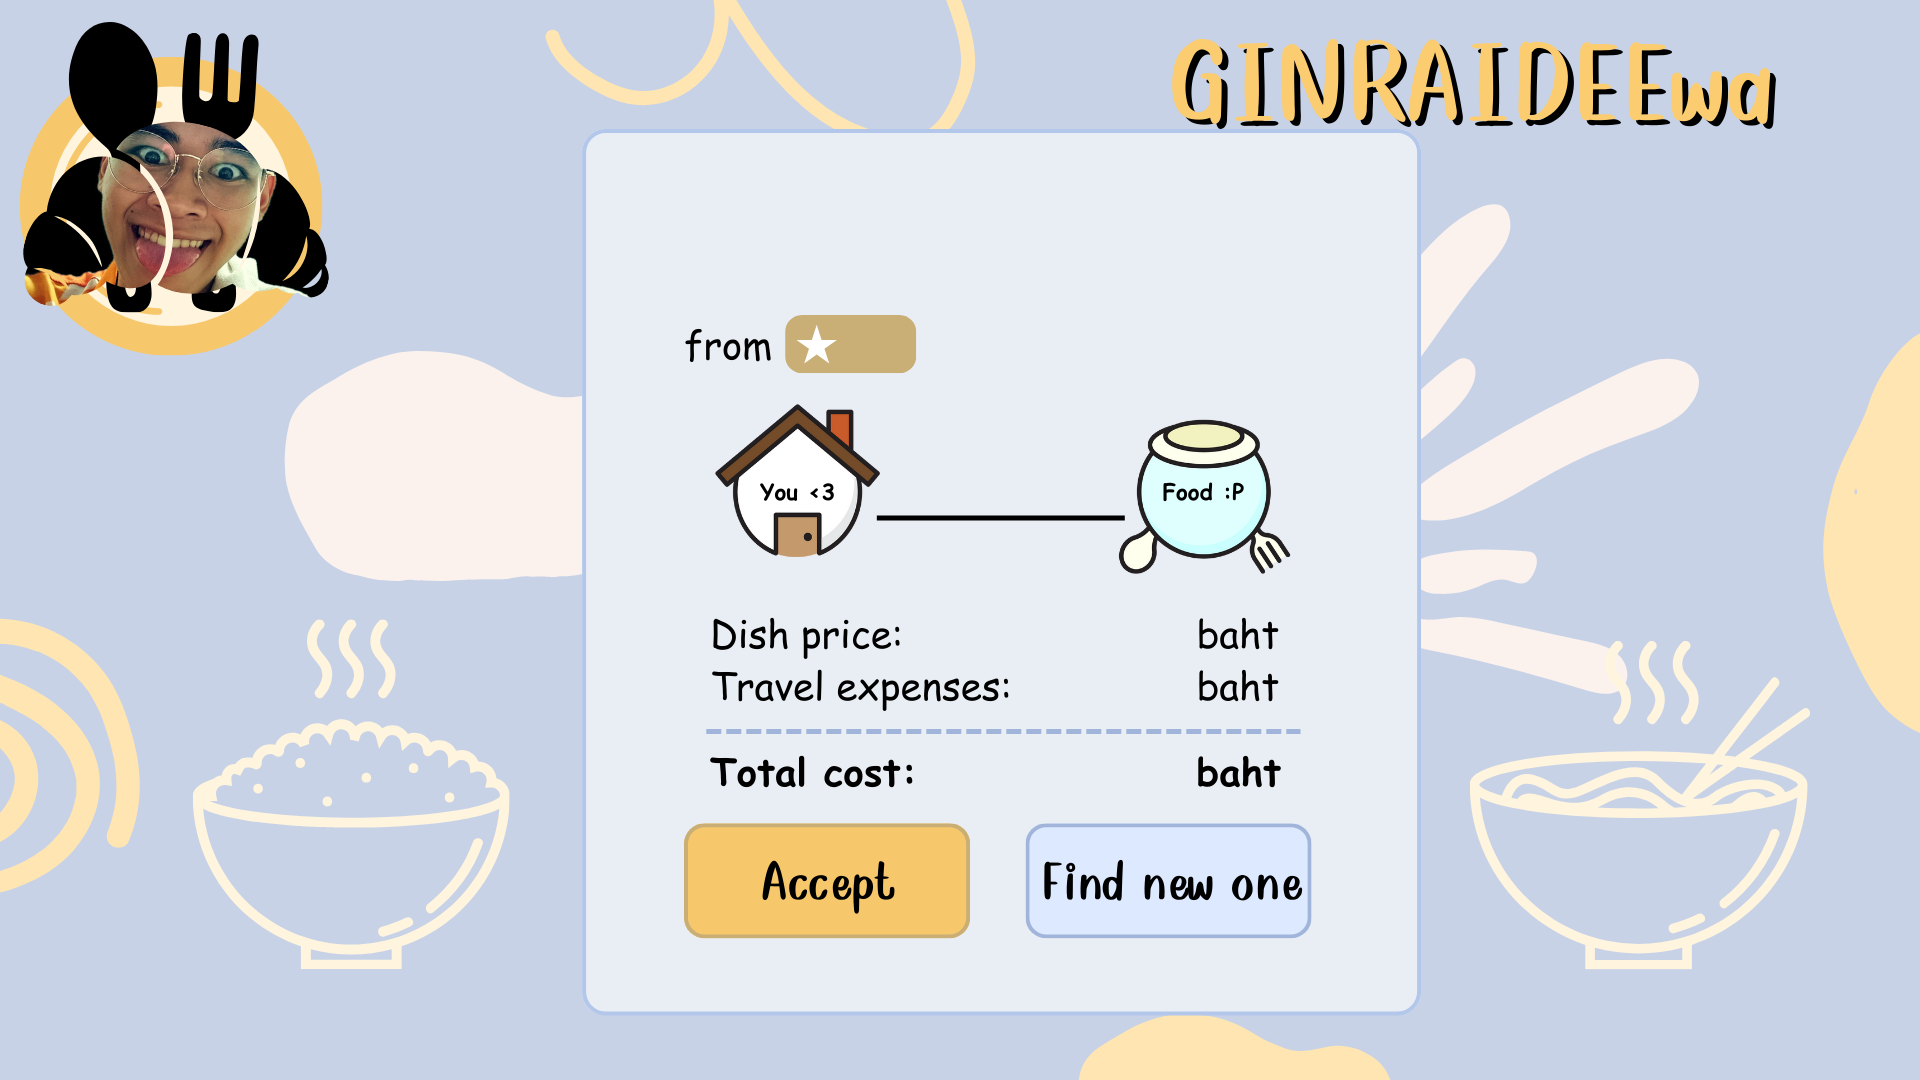 GINRAIDEEwa
from
You <3
Food :P
Dish price: baht
Travel expenses: baht
Total cost: baht
Accept
Find new one